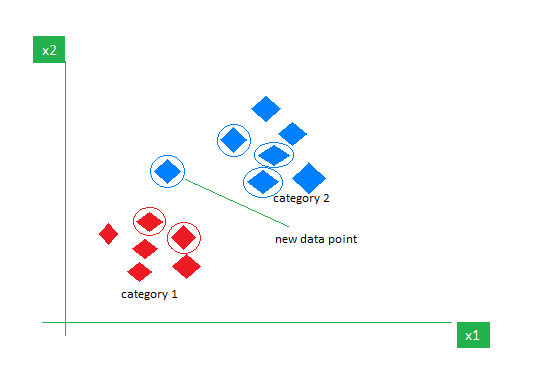 x2
category 2
new data point
category 1
x1